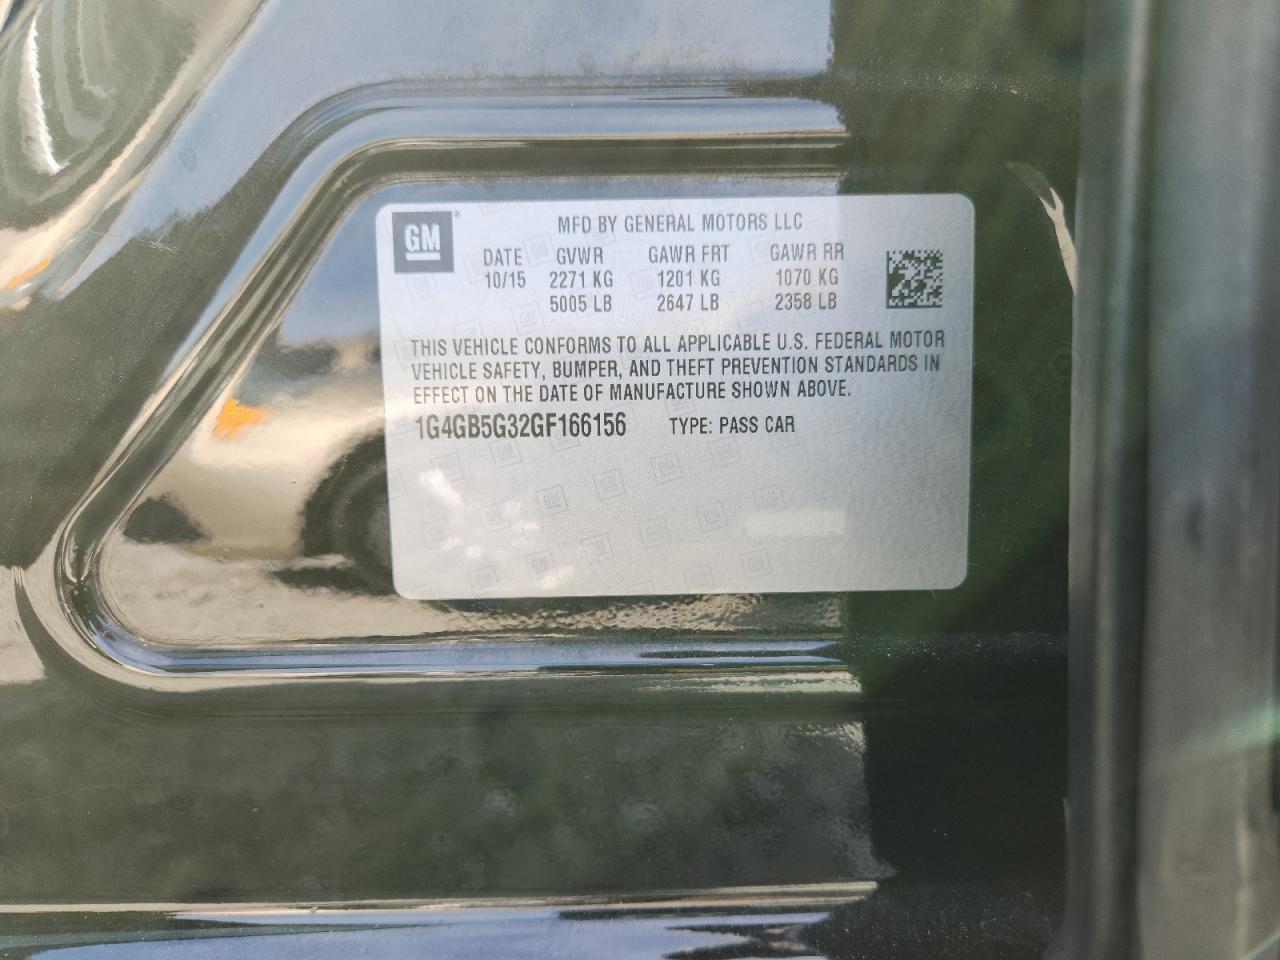 GM ® MFD BY GENERAL MOTORS LLC
DATE GVWR GAWR FRT GAWR RR
10/15 2271 KG 1201 KG 1070 KG
5005 LB 2647 LB 2358 LB
THIS VEHICLE CONFORMS TO ALL APPLICABLE U.S. FEDERAL MOTOR
VEHICLE SAFETY, BUMPER, AND THEFT PREVENTION STANDARDS IN
EFFECT ON THE DATE OF MANUFACTURE SHOWN ABOVE.
1G4GB5G32GF166156 TYPE: PASS CAR